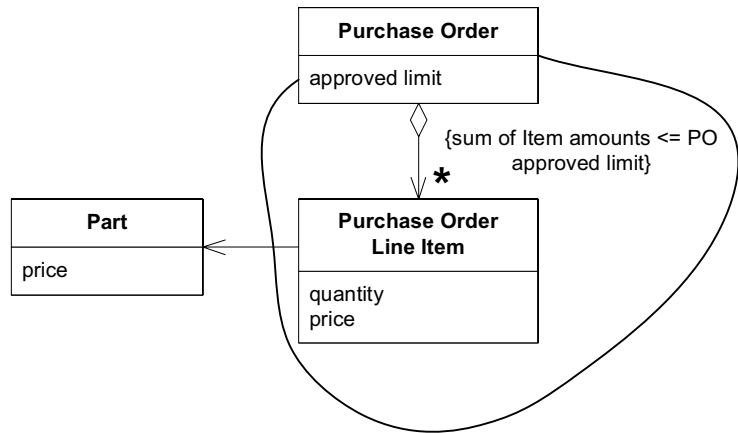 Purchase Order
approved limit
{sum of Item amounts <= PO
approved limit}
*
Part
price
Purchase Order
Line Item
quantity
price